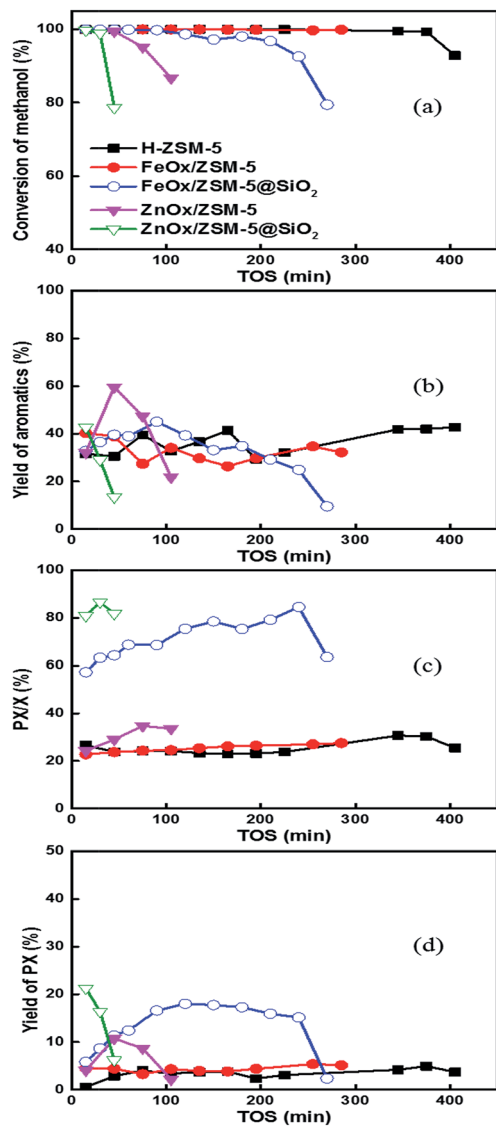 Conversion of methanol (%)
100
80
60
40
(a)
H-ZSM-5
FeOx/ZSM-5
FeOx/ZSM-5@SiO₂
ZnOx/ZSM-5
ZnOx/ZSM-5@SiO₂
0 100 200 300 400
TOS (min)
Yield of aromatics (%)
100
80
60
40
20
0
(b)
0 100 200 300 400
TOS (min)
PX/X (%)
100
80
60
40
20
0
(c)
0 100 200 300 400
TOS (min)
Yield of PX (%)
50
40
30
20
10
0
(d)
0 100 200 300 400
TOS (min)